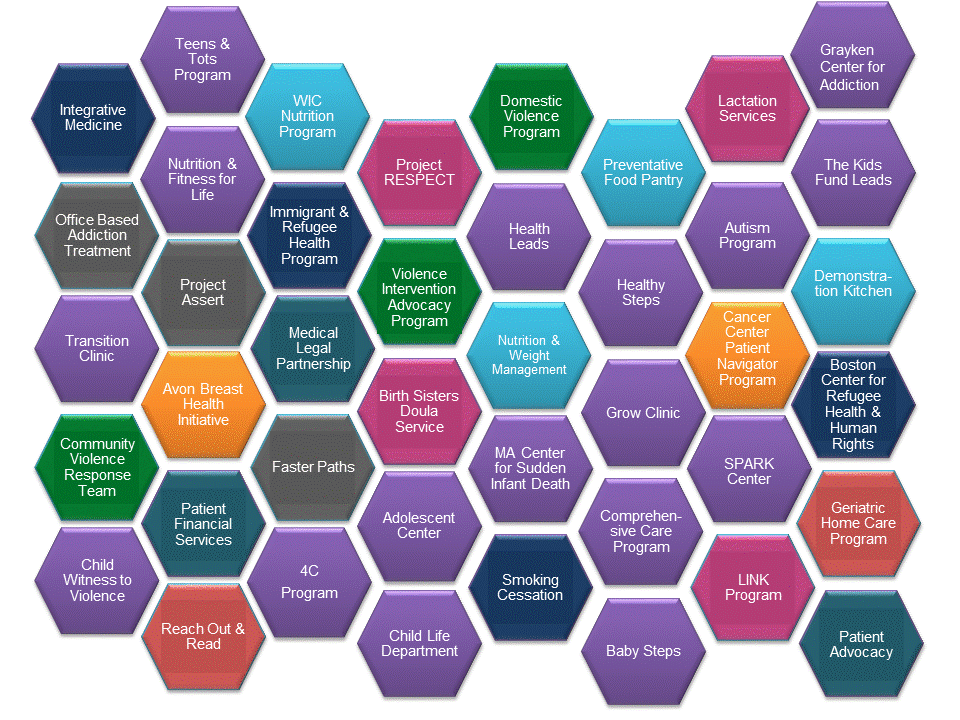 Integrative
Medicine
Office Based
Addiction
Treatment
Transition
Clinic
Community
Violence
Response
Team
Child
Witness to
Violence
Teens &
Tots
Program
Nutrition &
Fitness for
Life
Project
Assert
Avon Breast
Health
Initiative
Patient
Financial
Services
Reach Out &
Read
WIC
Nutrition
Program
Immigrant &
Refugee
Health
Program
Medical
Legal
Partnership
Faster Paths
4C
Program
Project
RESPECT
Violence
Intervention
Advocacy
Program
Birth Sisters
Doula
Service
Adolescent
Center
Child Life
Department
Domestic
Violence
Program
Health
Leads
Nutrition &
Weight
Management
MA Center
for Sudden
Infant Death
Smoking
Cessation
Preventative
Food Pantry
Healthy
Steps
Grow Clinic
Comprehen-
sive Care
Program
Baby Steps
Lactation
Services
Autism
Program
Cancer
Center
Patient
Navigator
Program
SPARK
Center
LINK
Program
Grayken
Center for
Addiction
The Kids
Fund Leads
Demonstra-
tion Kitchen
Boston
Center for
Refugee
Health &
Human
Rights
Geriatric
Home Care
Program
Patient
Advocacy